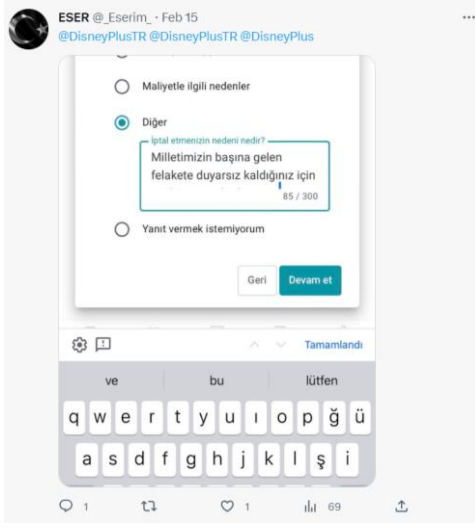 ESER @_Eserim_ · Feb 15
@DisneyPlusTR @DisneyPlusTR @DisneyPlus
Maliyetle ilgili nedenler
Diğer
İptal etmenizin nedeni nedir?
Milletimizin başına gelen
felakete duyarsız kaldığınız için
85 / 300
Yanıt vermek istemiyorum
Geri Devam et
Tamamlandı
ve bu lütfen
q w e r t y u ı o p ğ ü
a s d f g h j k l ş i
1 1 69